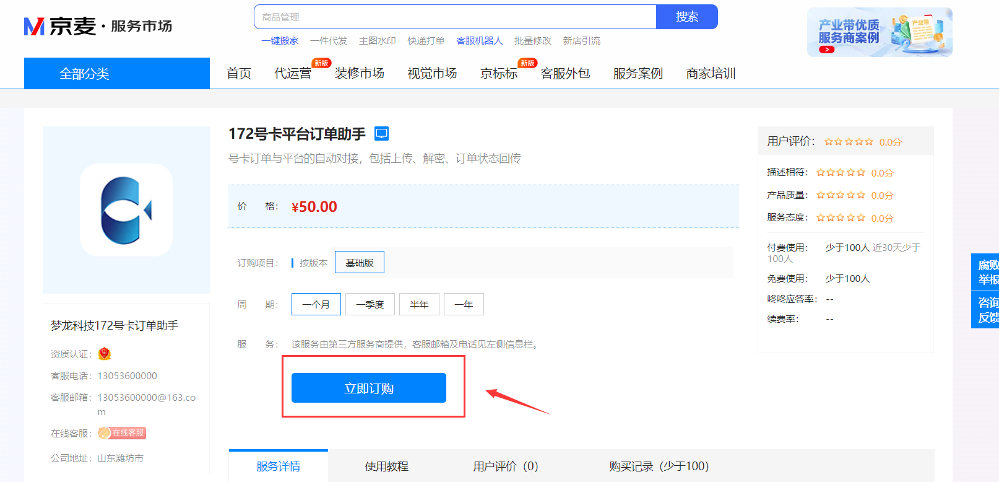 京麦·服务市场
商品管理
搜索
一键搬家 一件代发 主图水印 快递打单 客服机器人 批量修改 新店引流
产业带优质
服务商案例
产业带
全部分类
首页 代运营 新版 装修市场 视觉市场 京标标 新版 客服外包 服务案例 商家培训
172号卡平台订单助手
号卡订单与平台的自动对接，包括上传、解密、订单状态回传
价 格： ¥50.00
订购项目： 按版本 基础版
周 期： 一个月 一季度 半年 一年
服 务： 该服务由第三方服务商提供，客服邮箱及电话见左侧信息栏。
立即订购
梦龙科技172号卡订单助手
资质认证：
客服电话：13053600000
客服邮箱：13053600000@163.co
m
在线客服： 在线客服
公司地址：山东潍坊市
用户评价： 0.0分
描述相符： 0.0分
产品质量： 0.0分
服务态度： 0.0分
付费使用： 少于100人 近30天少于
100人
免费使用： 少于100人
咚咚应答率： --
续费率： --
腐败
举报
咨询
反馈
服务详情 使用教程 用户评价（0） 购买记录（少于100）